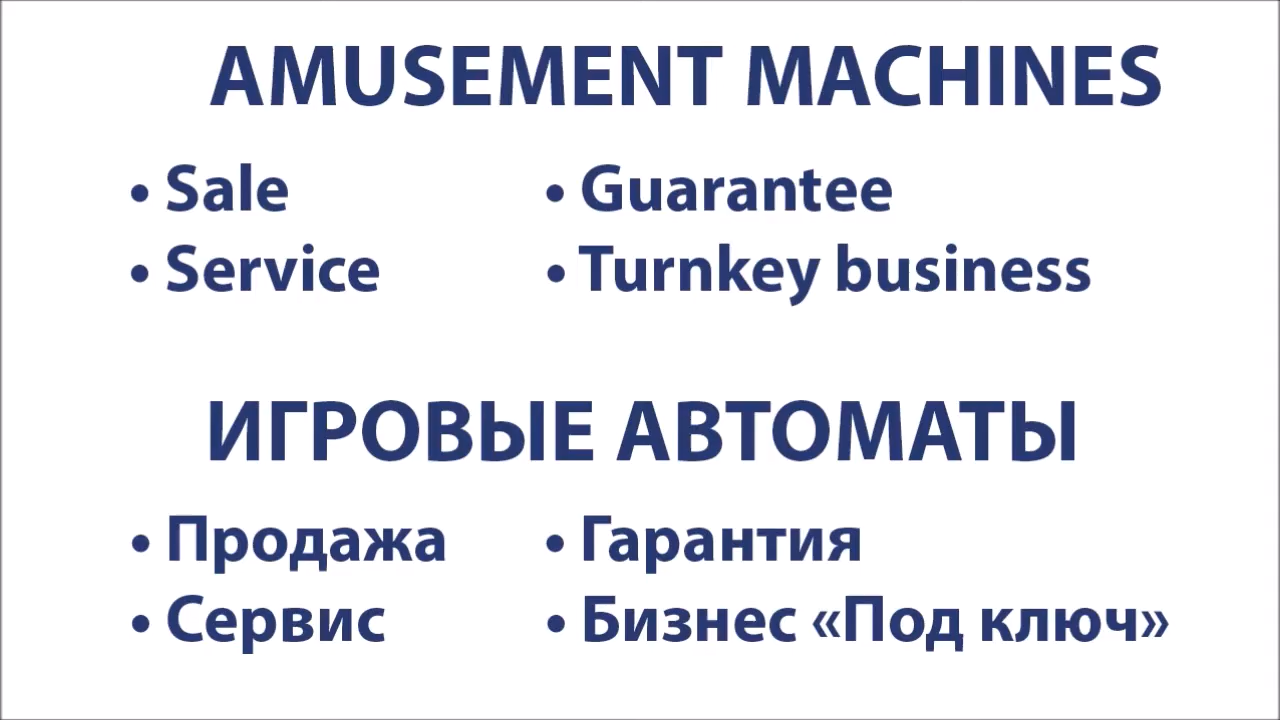 AMUSEMENT MACHINES
• Sale
• Service
• Guarantee
• Turnkey business
ИГРОВЫЕ АВТОМАТЫ
• Продажа
• Сервис
• Гарантия
• Бизнес «Под ключ»